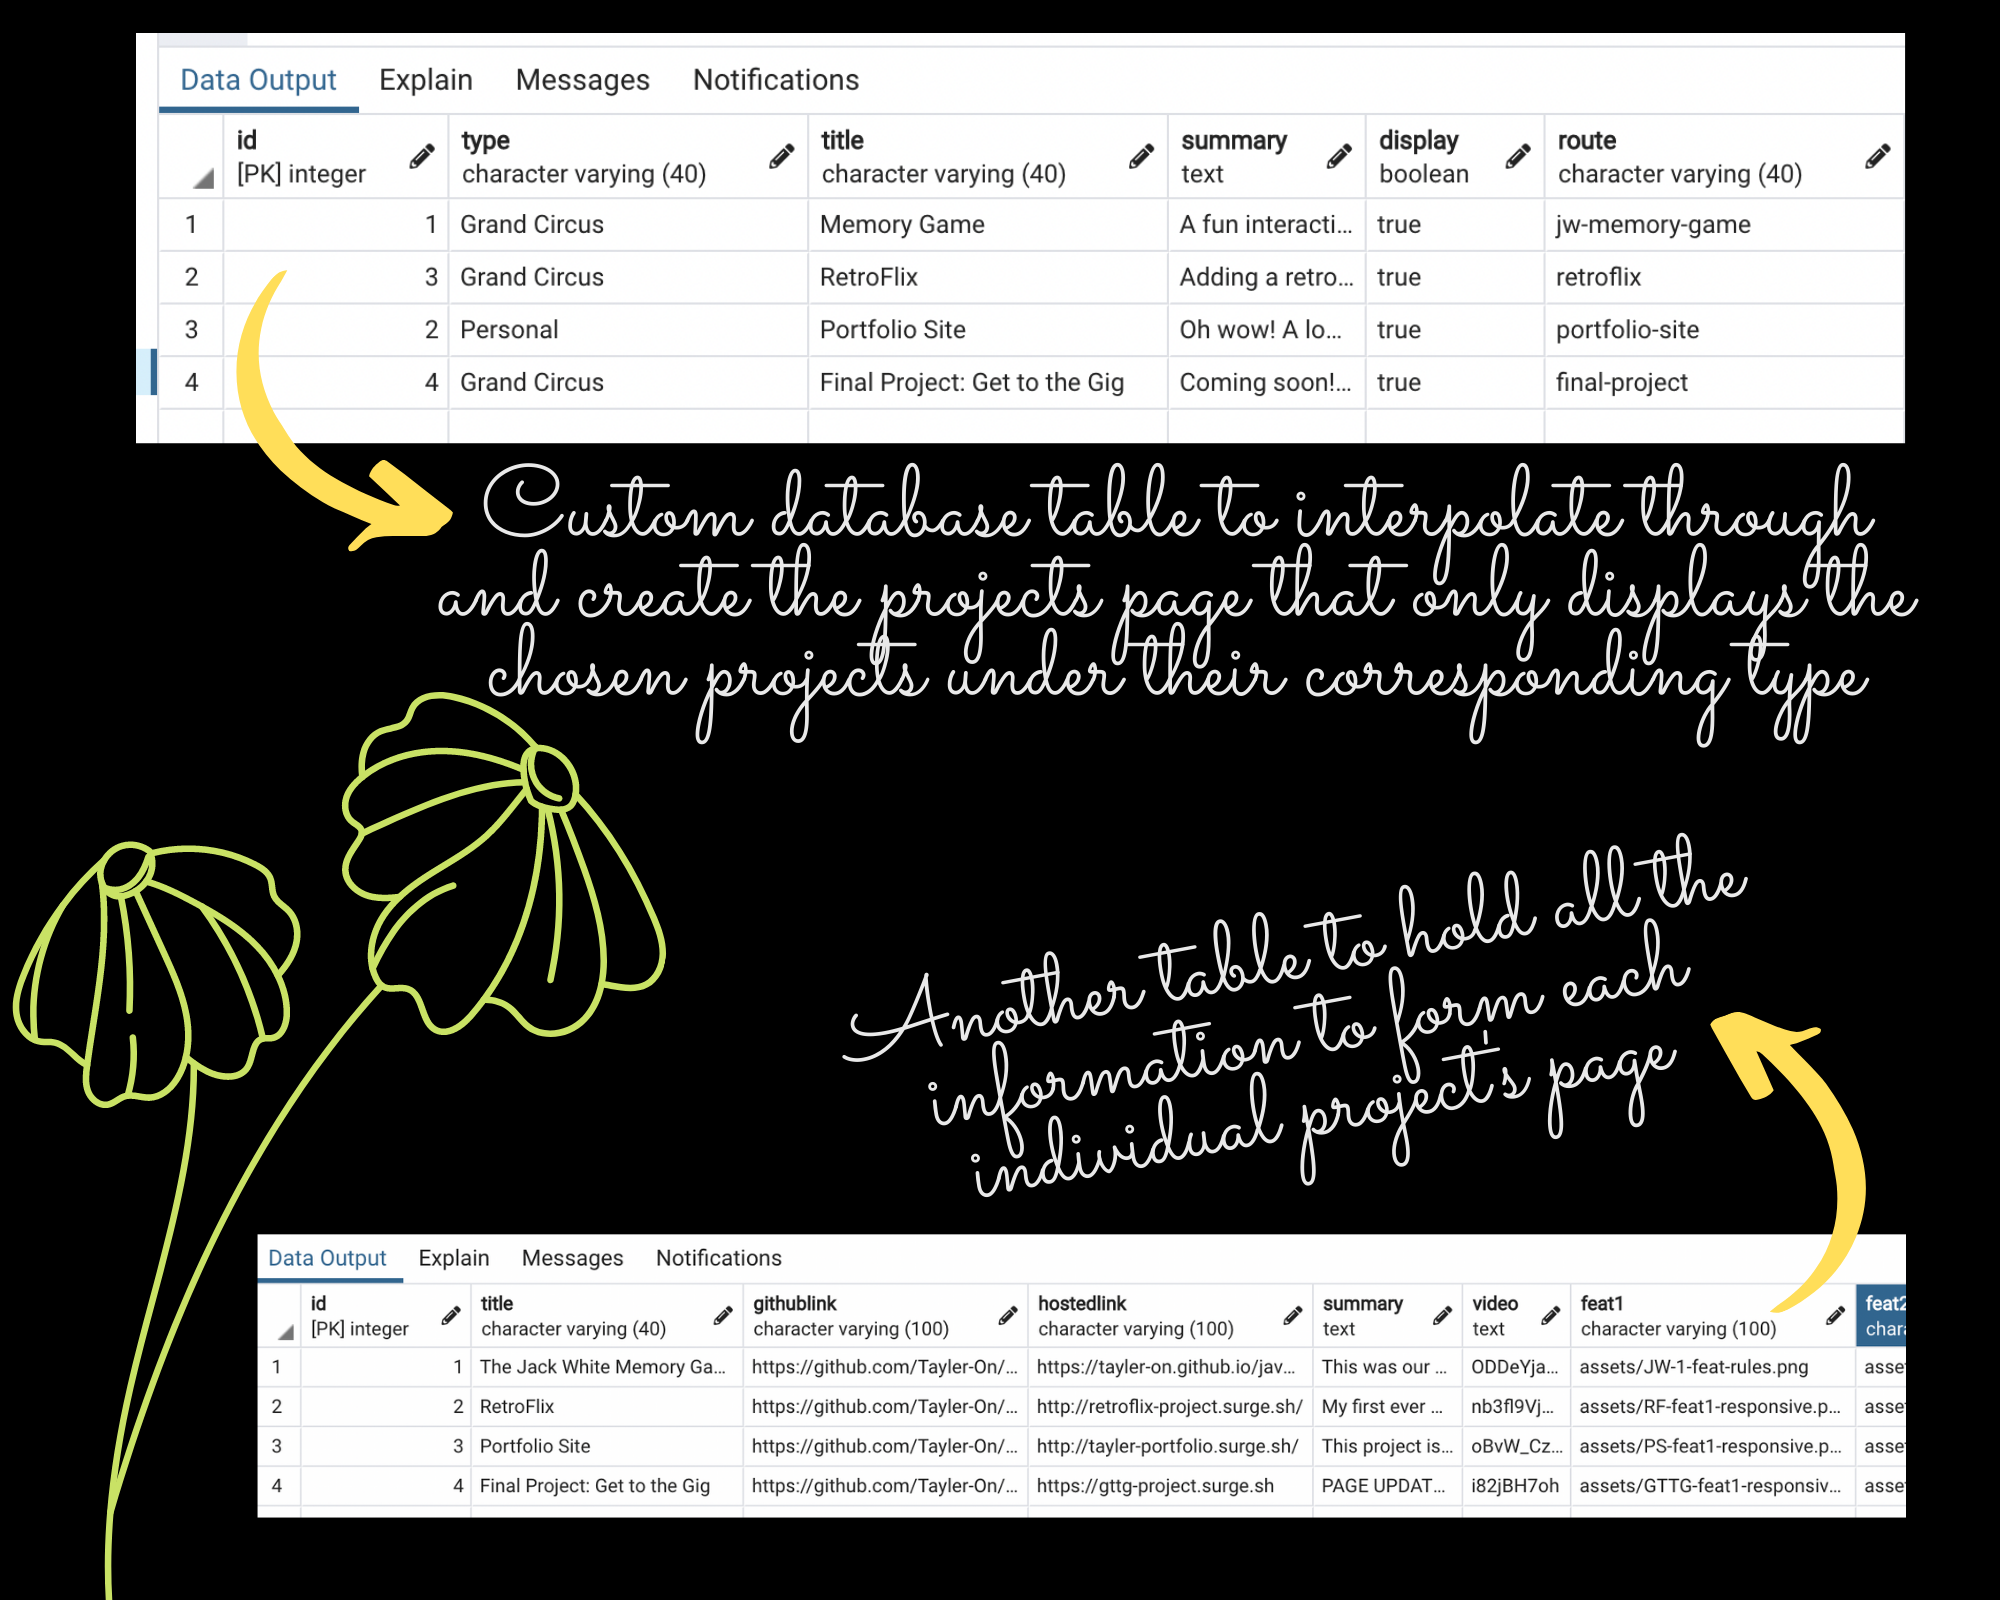 Data Output Explain Messages Notifications
id type title summary display route
[PK] integer character varying (40) character varying (40) text boolean character varying (40)
1 1 Grand Circus Memory Game A fun interacti... true jw-memory-game
2 3 Grand Circus RetroFlix Adding a retro... true retroflix
3 2 Personal Portfolio Site Oh wow! A lo... true portfolio-site
4 4 Grand Circus Final Project: Get to the Gig Coming soon!... true final-project
Custom database table to interpolate through
and create the projects page that only displays the
chosen projects under their corresponding type
Another table to hold all the
information to form each
individual project's page
Data Output Explain Messages Notifications
id title githublink hostedlink summary video feat1 feat2
[PK] integer character varying (40) character varying (100) character varying (100) text text character varying (100) chara
1 1 The Jack White Memory Ga... https://github.com/Tayler-On/... https://tayler-on.github.io/jav... This was our ... ODDeYja... assets/JW-1-feat-rules.png asse
2 2 RetroFlix https://github.com/Tayler-On/... http://retroflix-project.surge.sh/ My first ever ... nb3fl9Vj... assets/RF-feat1-responsive.p... asse
3 3 Portfolio Site https://github.com/Tayler-On/... http://tayler-portfolio.surge.sh/ This project is... oBvW_Cz... assets/PS-feat1-responsive.p... asse
4 4 Final Project: Get to the Gig https://github.com/Tayler-On/... https://gttg-project.surge.sh PAGE UPDAT... i82jBH7oh assets/GTTG-feat1-responsiv... asse